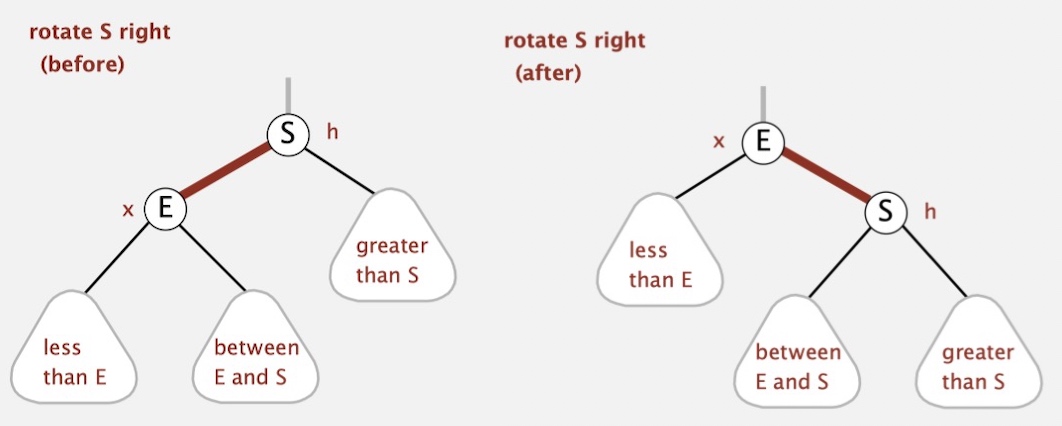 rotate S right
(before)
S
h
x
E
greater
than S
less
than E
between
E and S
rotate S right
(after)
x
E
S
h
less
than E
between
E and S
greater
than S